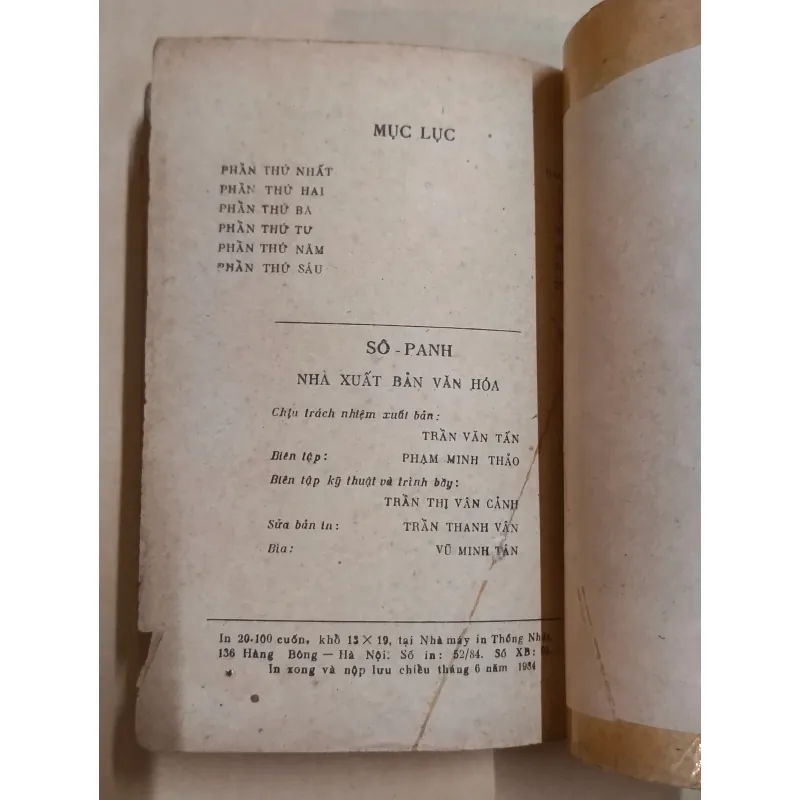 MỤC LỤC
PHẦN THỨ NHẤT
PHẦN THỨ HAI
PHẦN THỨ BA
PHẦN THỨ TƯ
PHẦN THỨ NĂM
PHẦN THỨ SÁU
SÔ - PANH
NHÀ XUẤT BẢN VĂN HÓA
Chịu trách nhiệm xuất bản:
TRẦN VĂN TẤN
Biên tập: PHẠM MINH THẢO
Biên tập kỹ thuật và trình bầy:
TRẦN THỊ VÂN CẢNH
Sửa bản in: TRẦN THANH VÂN
Bìa: VŨ MINH TÂN
In 20-100 cuốn, khổ 13 × 19, tại Nhà máy in Thống
136 Hàng Bông — Hà Nội. Số in: 52/84. Số XB:
In xong và nộp lưu chiều tháng 6 năm 1984